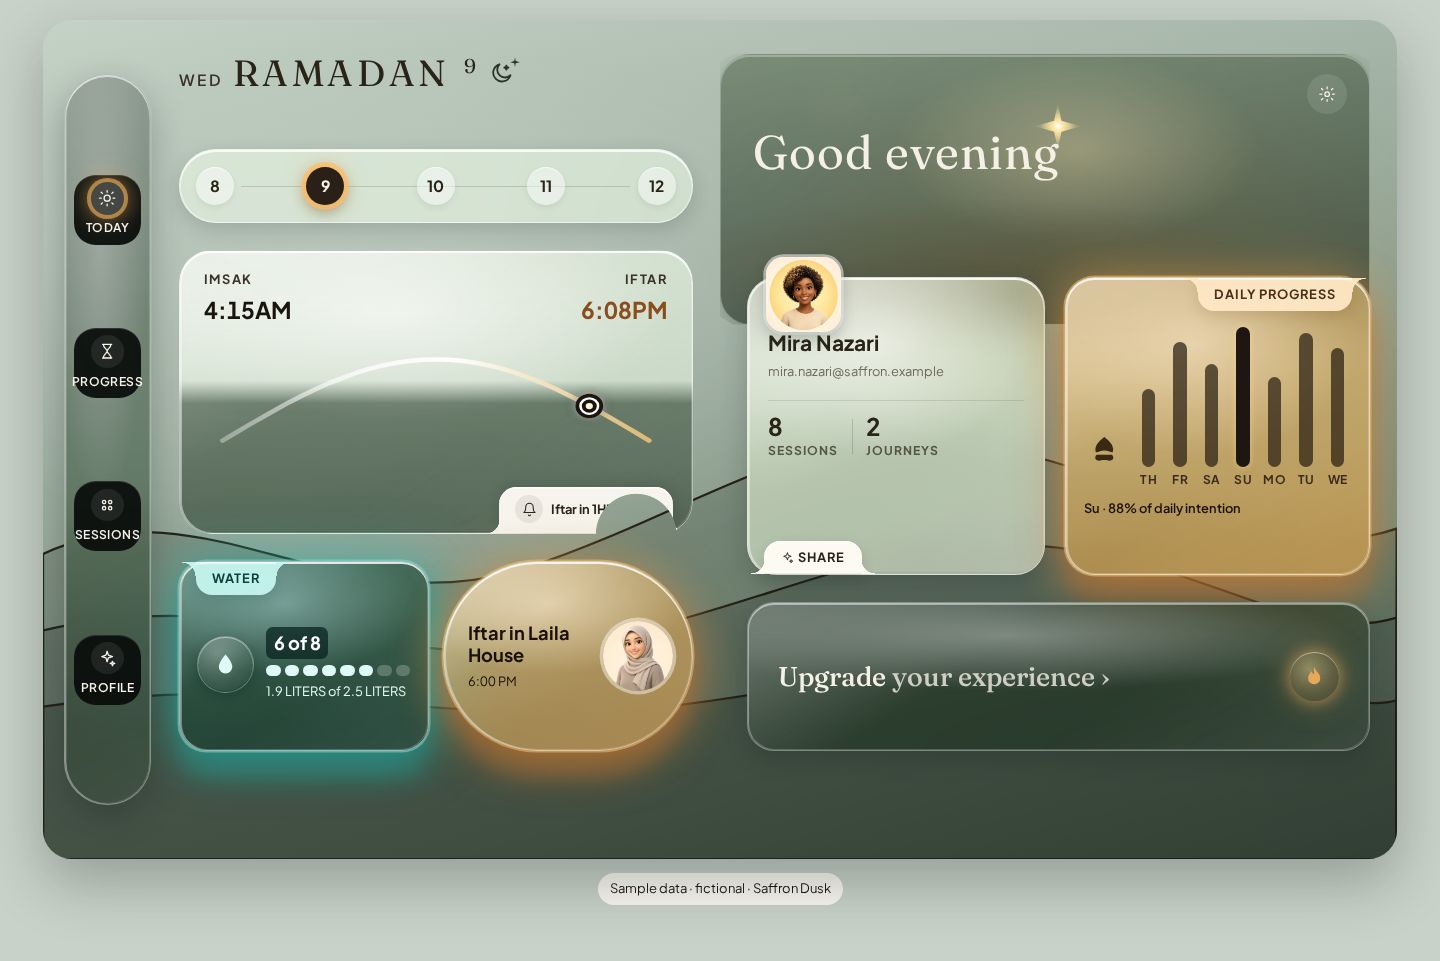 WED RAMADAN 9
8 9 10 11 12
IMSAK
4:15AM
IFTAR
6:08PM
Iftar in
WATER
6 of 8
1.9 LITERS of 2.5 LITERS
Iftar in Laila
House
6:00 PM
TODAY
PROGRESS
SESSIONS
PROFILE
Good evening
Mira Nazari
mira.nazari@saffron.example
8
SESSIONS
2
JOURNEYS
SHARE
DAILY PROGRESS
TH FR SA SU MO TU WE
Su · 88% of daily intention
Upgrade your experience ›
Sample data · fictional · Saffron Dusk